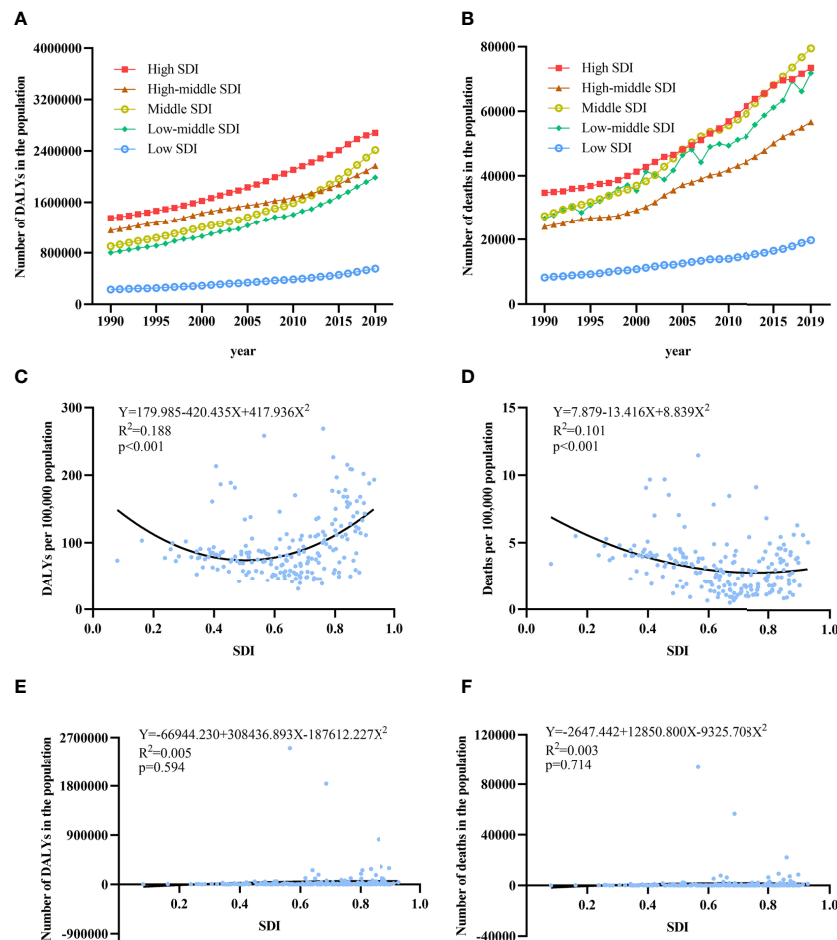 A
Number of DALYs in the population
4000000
3200000
2400000
1600000
800000
0
High SDI
High-middle SDI
Middle SDI
Low-middle SDI
Low SDI
1990
1995
2000
2005
2010
2015
2019
year
B
Number of deaths in the population
80000
60000
40000
20000
0
High SDI
High-middle SDI
Middle SDI
Low-middle SDI
Low SDI
1990
1995
2000
2005
2010
2015
2019
year
C
DALYs per 100,000 population
300
200
100
0
Y=179.985-420.435X+417.936X²
R²=0.188
p<0.001
0.0
0.2
0.4
0.6
0.8
1.0
SDI
D
Deaths per 100,000 population
15
10
5
0
Y=7.879-13.416X+8.839X²
R²=0.101
p<0.001
0.0
0.2
0.4
0.6
0.8
1.0
SDI
E
Number of DALYs in the population
2700000
1800000
900000
0
-900000
Y=-66944.230+308436.893X-187612.227X²
R²=0.005
p=0.594
0.2
0.4
0.6
0.8
1.0
SDI
F
Number of deaths in the population
120000
80000
40000
0
-40000
Y=-2647.442+12850.800X-9325.708X²
R²=0.003
p=0.714
0.2
0.4
0.6
0.8
1.0
SDI